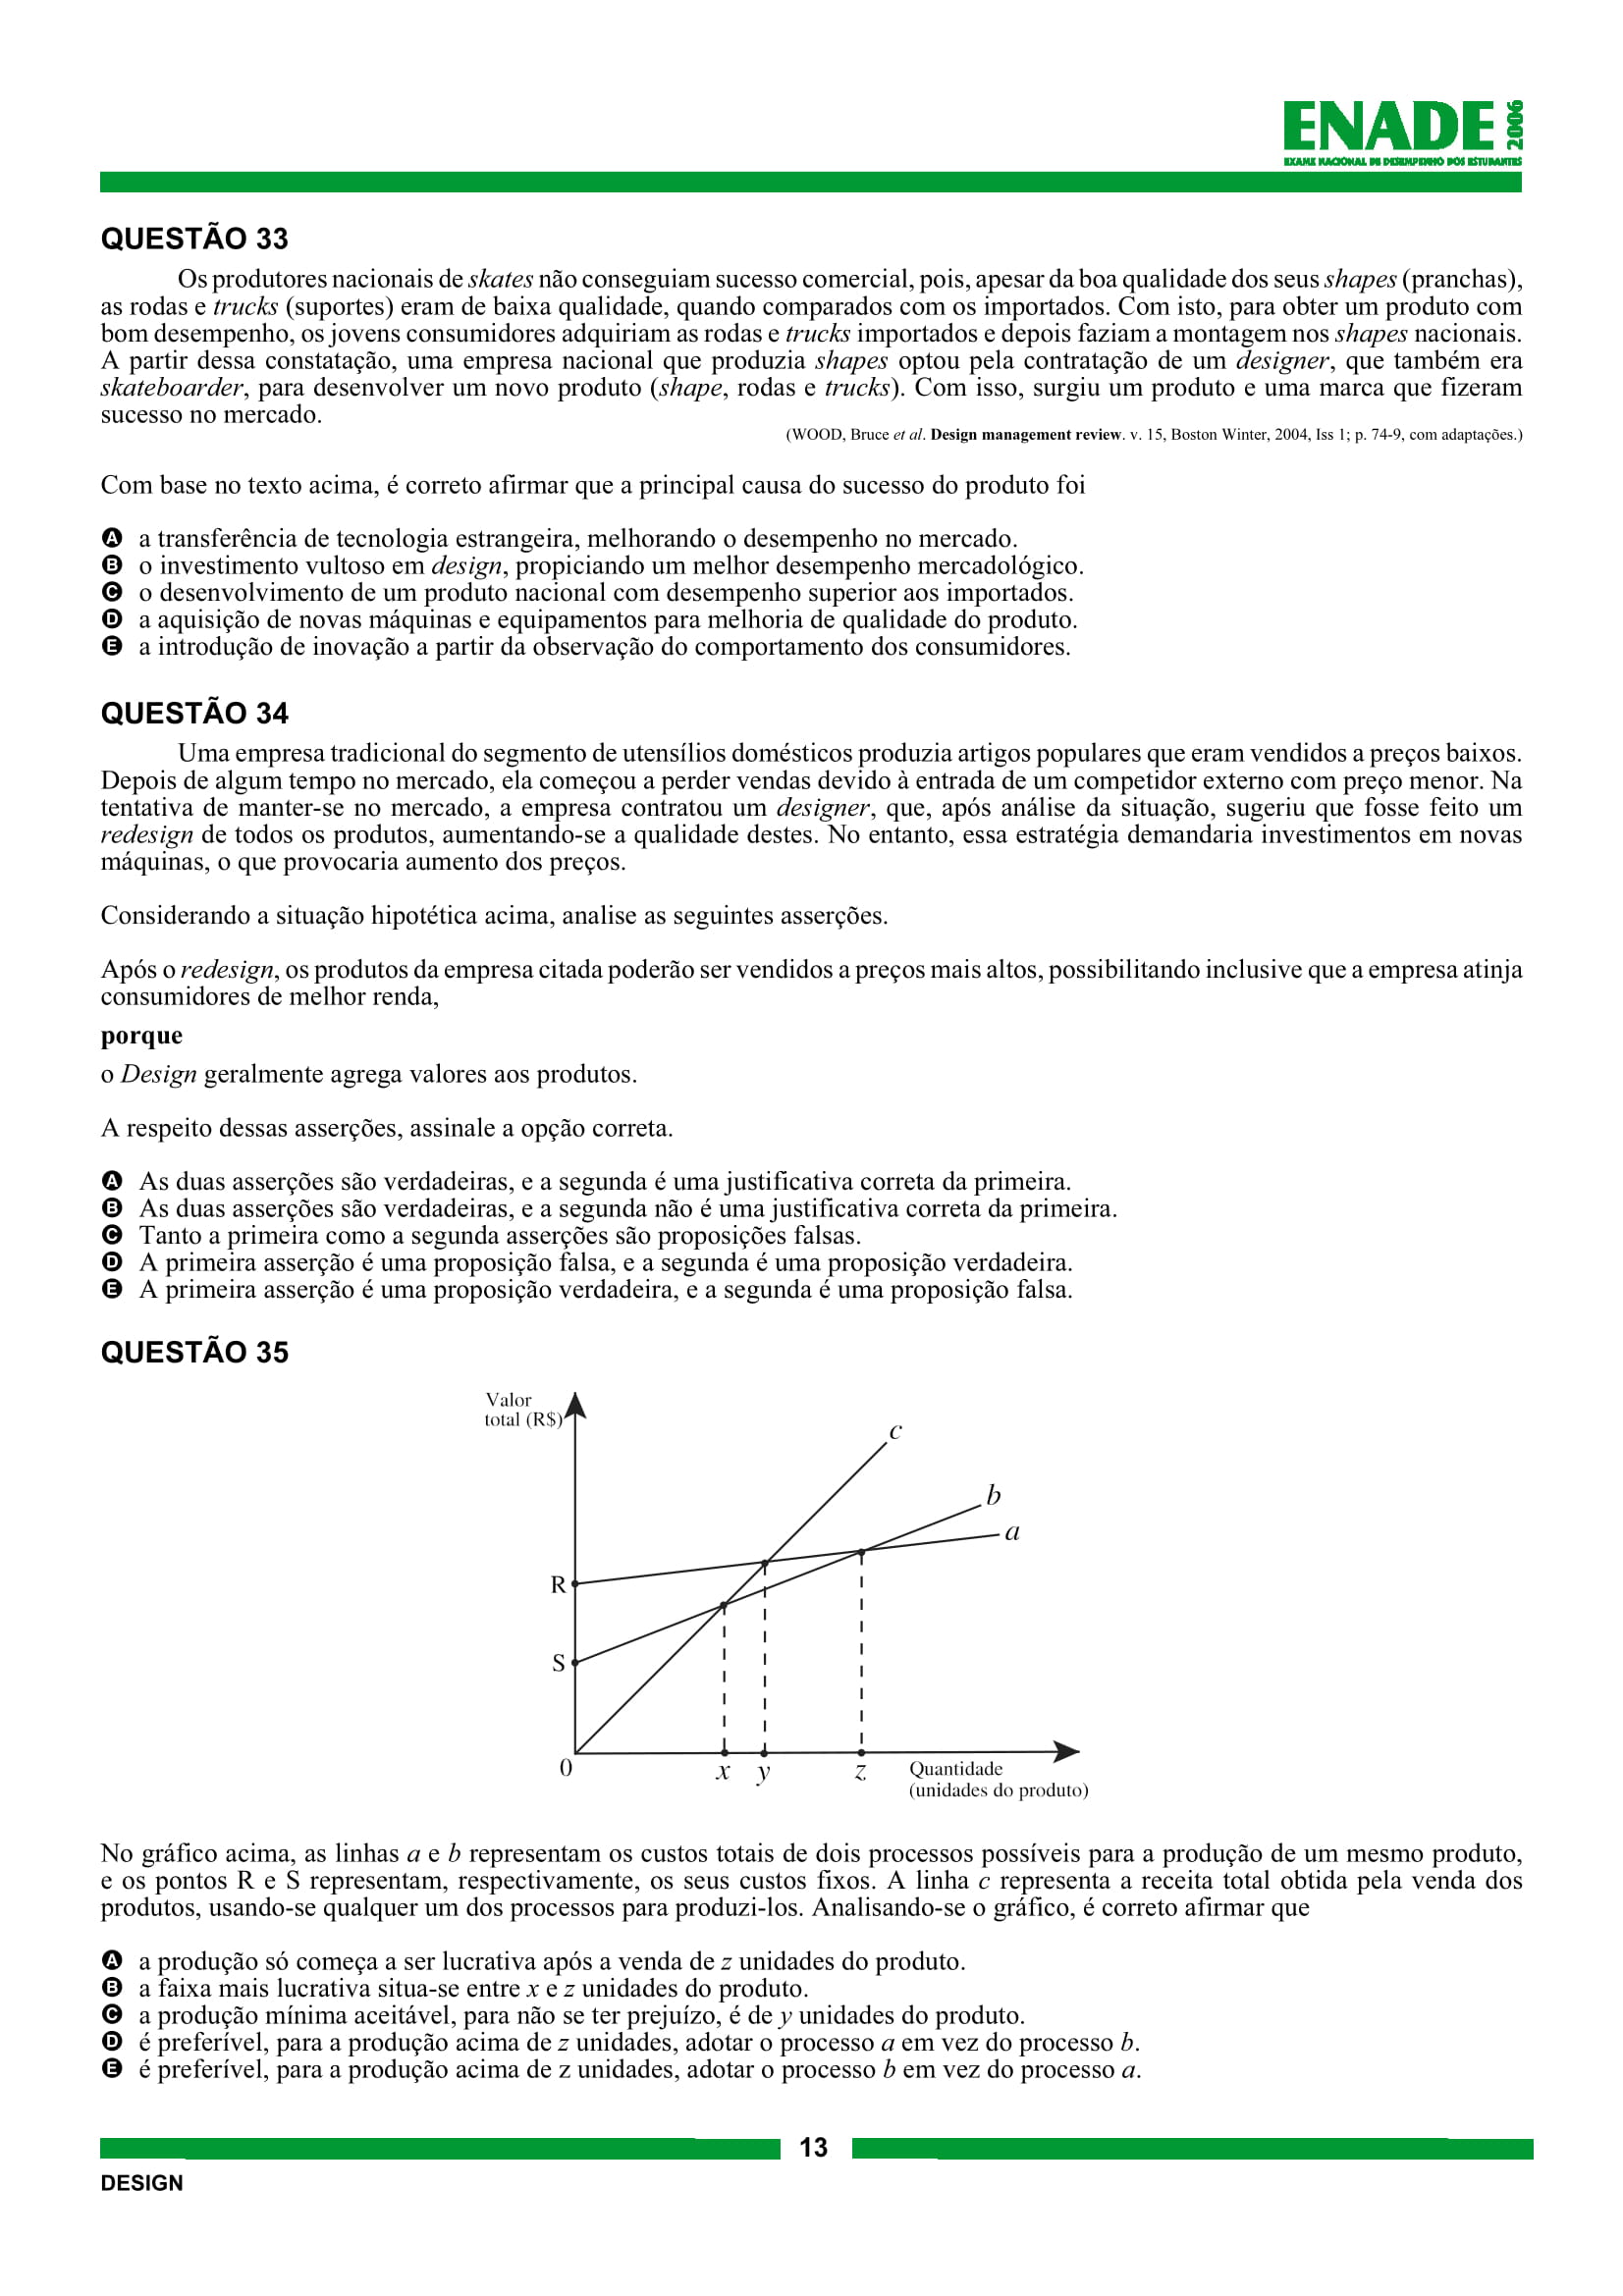 ENADE 2006
EXAME NACIONAL DE DESEMPENHO DOS ESTUDANTES
QUESTÃO 33
Os produtores nacionais de skates não conseguiam sucesso comercial, pois, apesar da boa qualidade dos seus shapes (pranchas),
as rodas e trucks (suportes) eram de baixa qualidade, quando comparados com os importados. Com isto, para obter um produto com
bom desempenho, os jovens consumidores adquiriam as rodas e trucks importados e depois faziam a montagem nos shapes nacionais.
A partir dessa constatação, uma empresa nacional que produzia shapes optou pela contratação de um designer, que também era
skateboarder, para desenvolver um novo produto (shape, rodas e trucks). Com isso, surgiu um produto e uma marca que fizeram
sucesso no mercado.
(WOOD, Bruce et al. Design management review. v. 15, Boston Winter, 2004, Iss 1; p. 74-9, com adaptações.)
Com base no texto acima, é correto afirmar que a principal causa do sucesso do produto foi
A a transferência de tecnologia estrangeira, melhorando o desempenho no mercado.
B o investimento vultoso em design, propiciando um melhor desempenho mercadológico.
C o desenvolvimento de um produto nacional com desempenho superior aos importados.
D a aquisição de novas máquinas e equipamentos para melhoria de qualidade do produto.
E a introdução de inovação a partir da observação do comportamento dos consumidores.
QUESTÃO 34
Uma empresa tradicional do segmento de utensílios domésticos produzia artigos populares que eram vendidos a preços baixos.
Depois de algum tempo no mercado, ela começou a perder vendas devido à entrada de um competidor externo com preço menor. Na
tentativa de manter-se no mercado, a empresa contratou um designer, que, após análise da situação, sugeriu que fosse feito um
redesign de todos os produtos, aumentando-se a qualidade destes. No entanto, essa estratégia demandaria investimentos em novas
máquinas, o que provocaria aumento dos preços.
Considerando a situação hipotética acima, analise as seguintes asserções.
Após o redesign, os produtos da empresa citada poderão ser vendidos a preços mais altos, possibilitando inclusive que a empresa atinja
consumidores de melhor renda,
porque
o Design geralmente agrega valores aos produtos.
A respeito dessas asserções, assinale a opção correta.
A As duas asserções são verdadeiras, e a segunda é uma justificativa correta da primeira.
B As duas asserções são verdadeiras, e a segunda não é uma justificativa correta da primeira.
C Tanto a primeira como a segunda asserções são proposições falsas.
D A primeira asserção é uma proposição falsa, e a segunda é uma proposição verdadeira.
E A primeira asserção é uma proposição verdadeira, e a segunda é uma proposição falsa.
QUESTÃO 35
Valor
total (R$)
c
b
a
R
S
0
x y z
Quantidade
(unidades do produto)
No gráfico acima, as linhas a e b representam os custos totais de dois processos possíveis para a produção de um mesmo produto,
e os pontos R e S representam, respectivamente, os seus custos fixos. A linha c representa a receita total obtida pela venda dos
produtos, usando-se qualquer um dos processos para produzi-los. Analisando-se o gráfico, é correto afirmar que
A a produção só começa a ser lucrativa após a venda de z unidades do produto.
B a faixa mais lucrativa situa-se entre x e z unidades do produto.
C a produção mínima aceitável, para não se ter prejuízo, é de y unidades do produto.
D é preferível, para a produção acima de z unidades, adotar o processo a em vez do processo b.
E é preferível, para a produção acima de z unidades, adotar o processo b em vez do processo a.
13
DESIGN